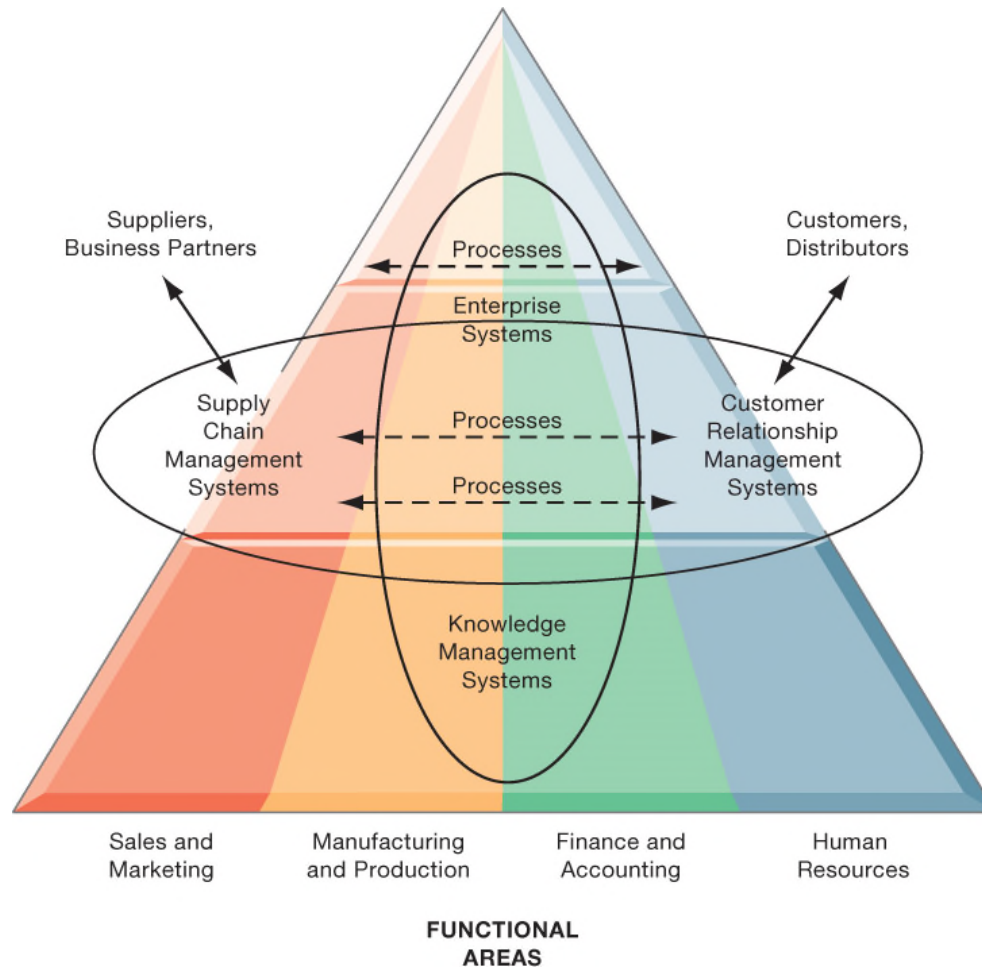 Suppliers,
Business Partners
Customers,
Distributors
Processes
Enterprise
Systems
Supply
Chain
Management
Systems
Processes
Processes
Customer
Relationship
Management
Systems
Knowledge
Management
Systems
Sales and
Marketing
Manufacturing
and Production
Finance and
Accounting
Human
Resources
FUNCTIONAL
AREAS